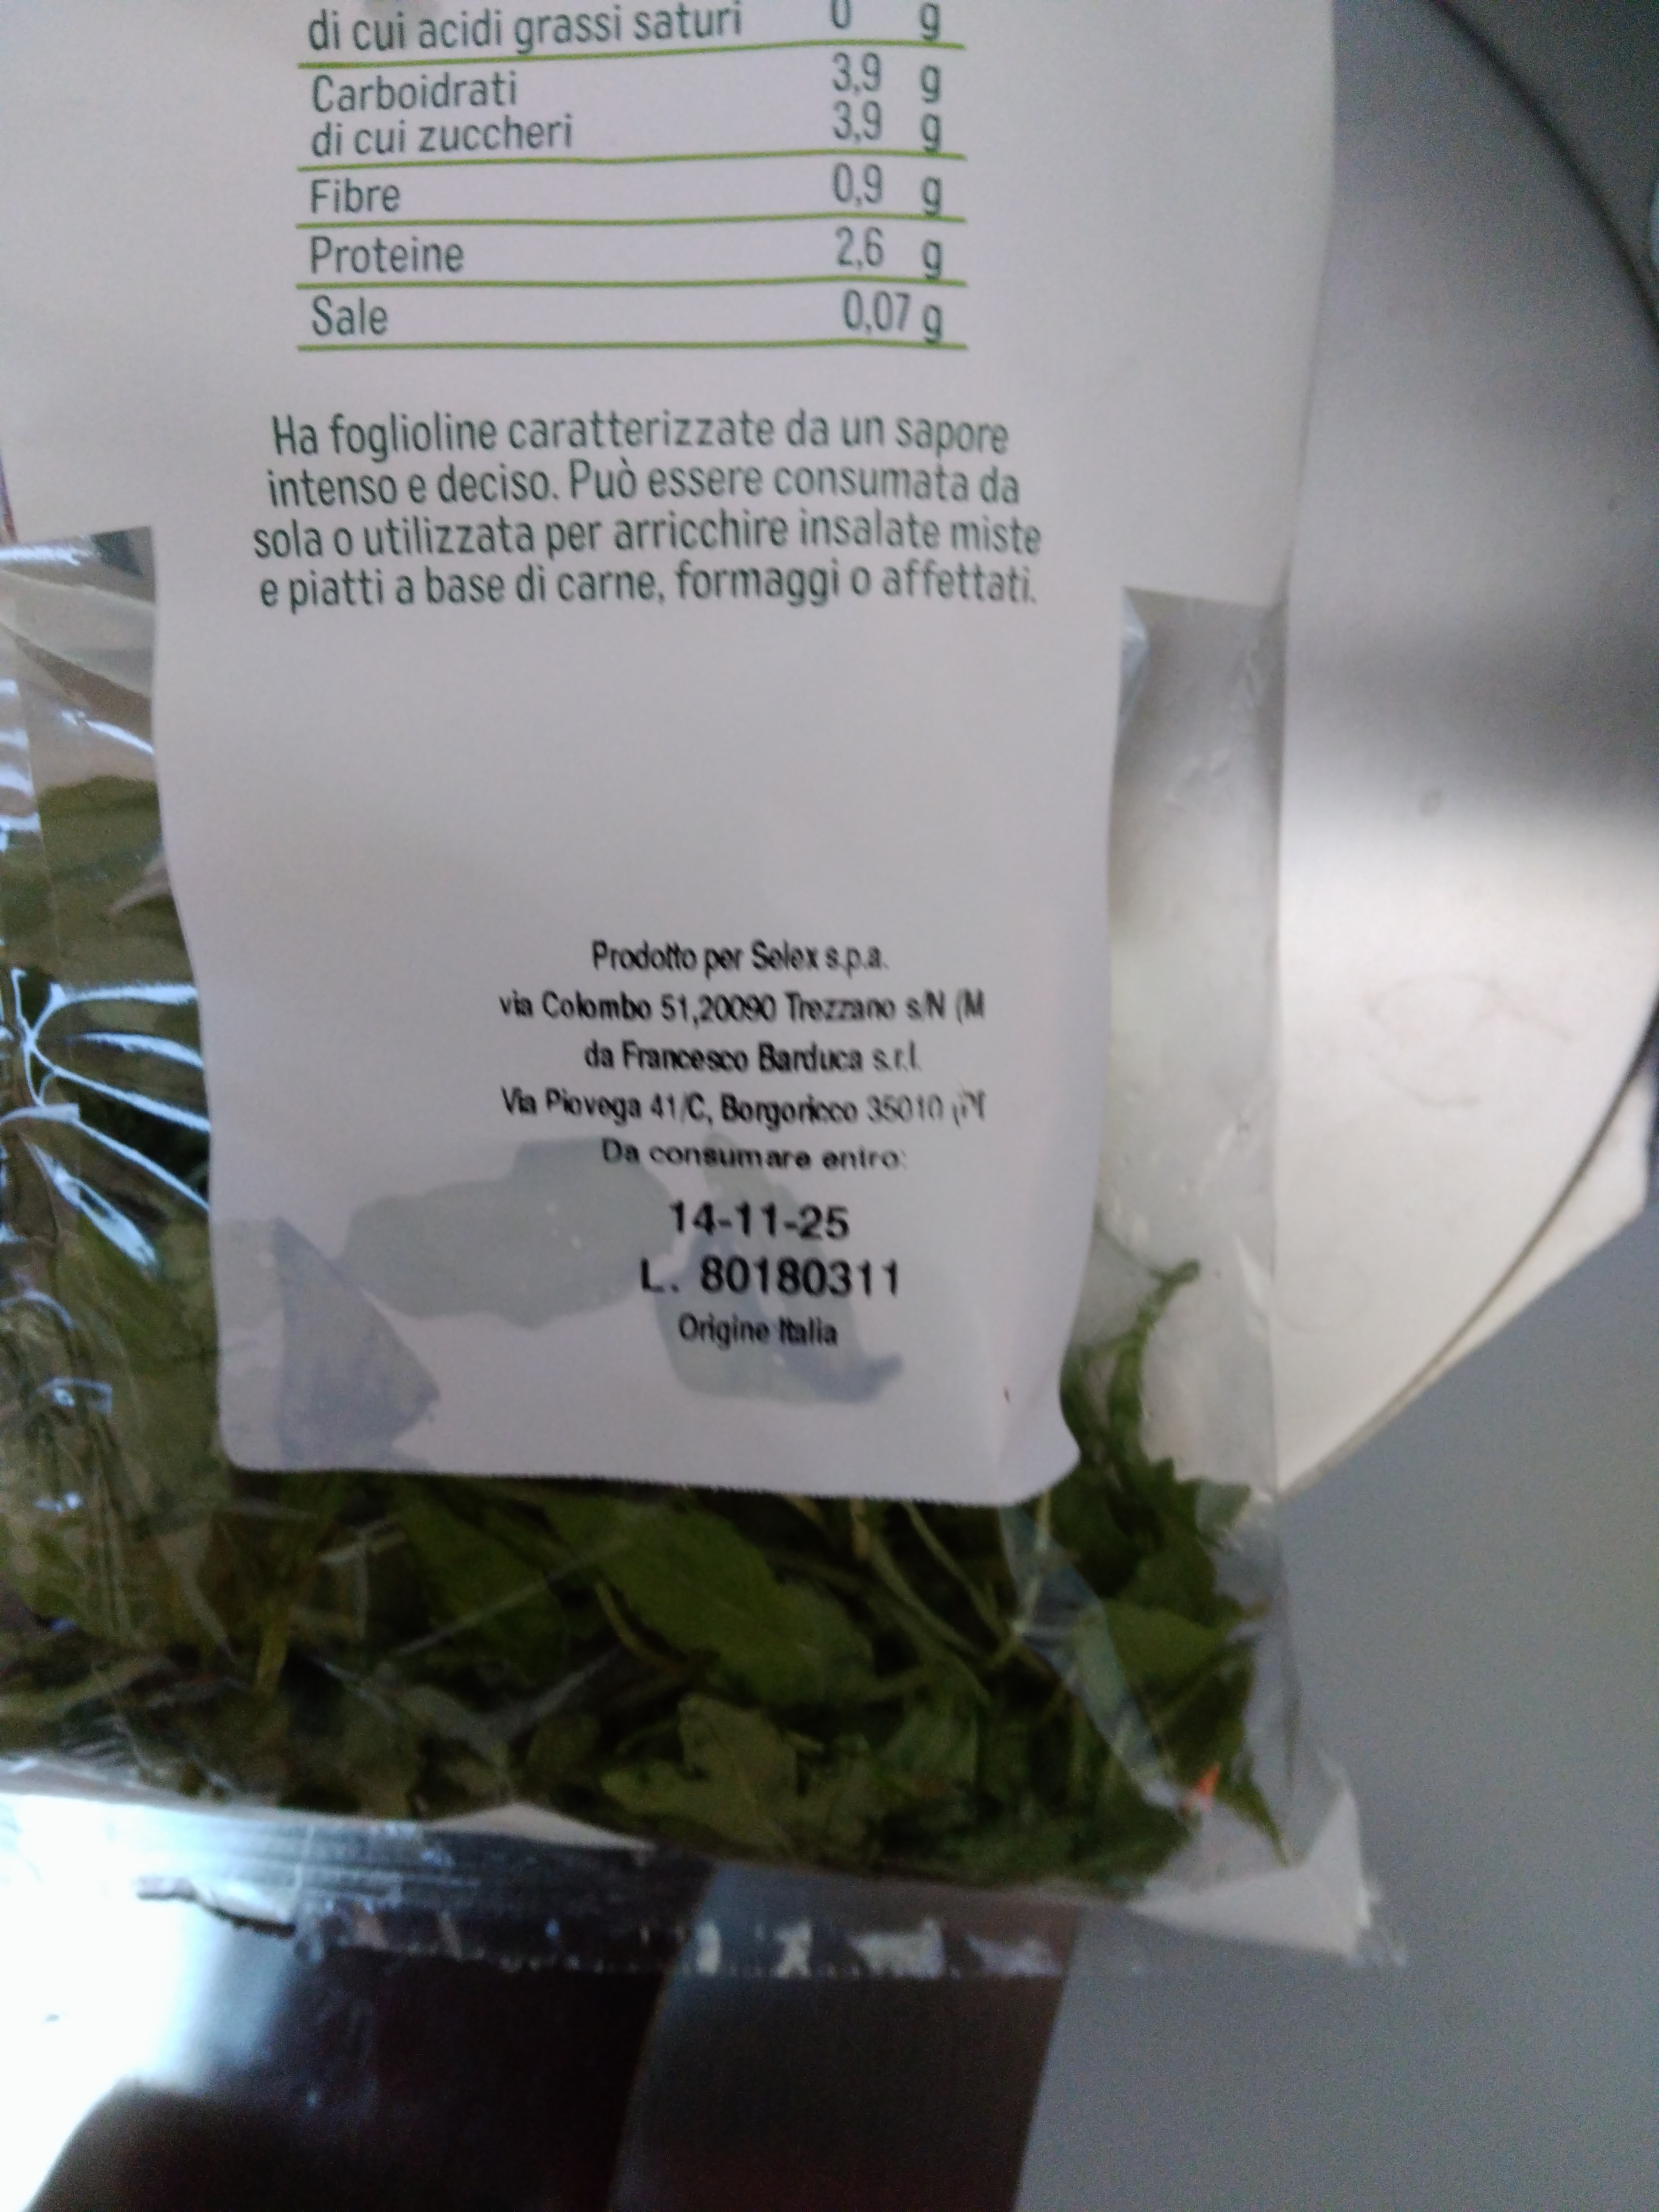 di cui acidi grassi saturi 0 g
Carboidrati 3,9 g
di cui zuccheri 3,9 g
Fibre 0,9 g
Proteine 2,6 g
Sale 0,07 g
Ha foglioline caratterizzate da un sapore
intenso e deciso. Può essere consumata da
sola o utilizzata per arricchire insalate miste
e piatti a base di carne, formaggi o affettati.
Prodotto per Selex s.p.a.
via Colombo 51,20090 Trezzano s/N (M
da Francesco Barduca s.r.l.
Via Piovega 41/C, Borgoricco 35010
Da consumare entro:
14-11-25
L. 80180311
Origine Italia